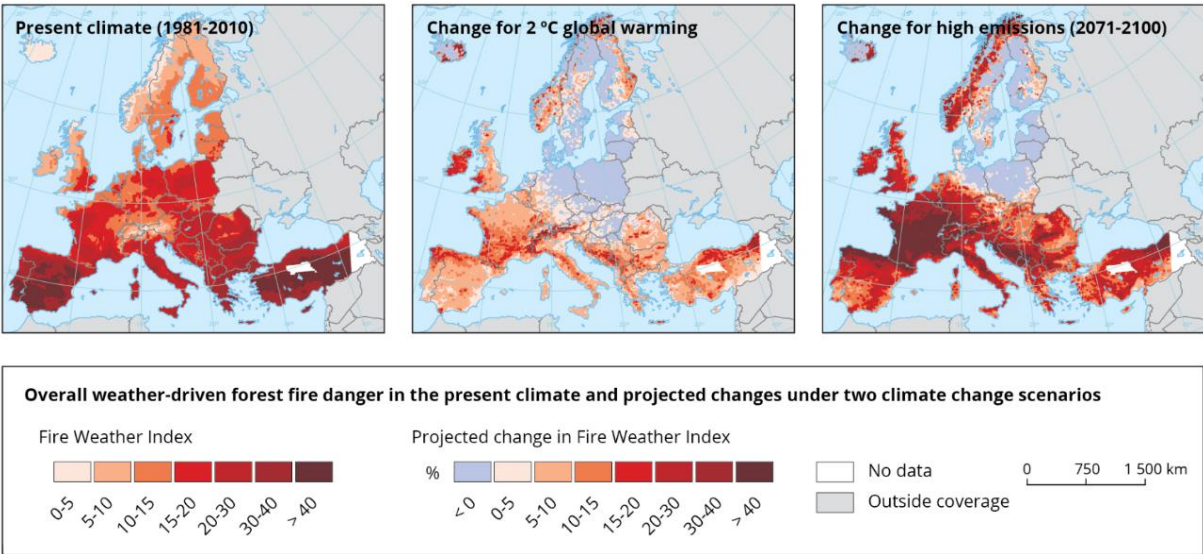 Present climate (1981-2010)
Change for 2 ºC global warming
Change for high emissions (2071-2100)
Overall weather-driven forest fire danger in the present climate and projected changes under two climate change scenarios
Fire Weather Index
0-5
5-10
10-15
15-20
20-30
30-40
> 40
Projected change in Fire Weather Index
%
< 0
0-5
5-10
10-15
15-20
20-30
30-40
> 40
No data
Outside coverage
0 750 1 500 km